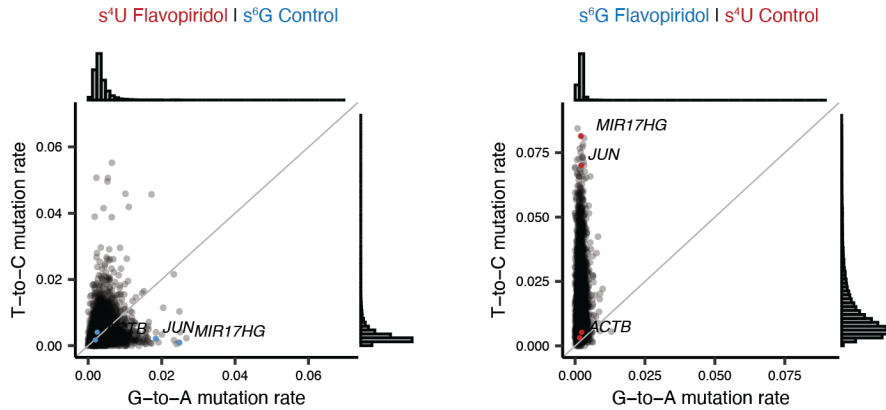 s⁴U Flavopiridol | s⁶G Control
s⁶G Flavopiridol | s⁴U Control
T-to-C mutation rate
0.06
0.04
0.02
0.00
JUN
MIR17HG
0.00
0.02
0.04
0.06
G-to-A mutation rate
T-to-C mutation rate
0.075
0.050
0.025
0.000
MIR17HG
JUN
ACTB
0.000
0.025
0.050
0.075
G-to-A mutation rate